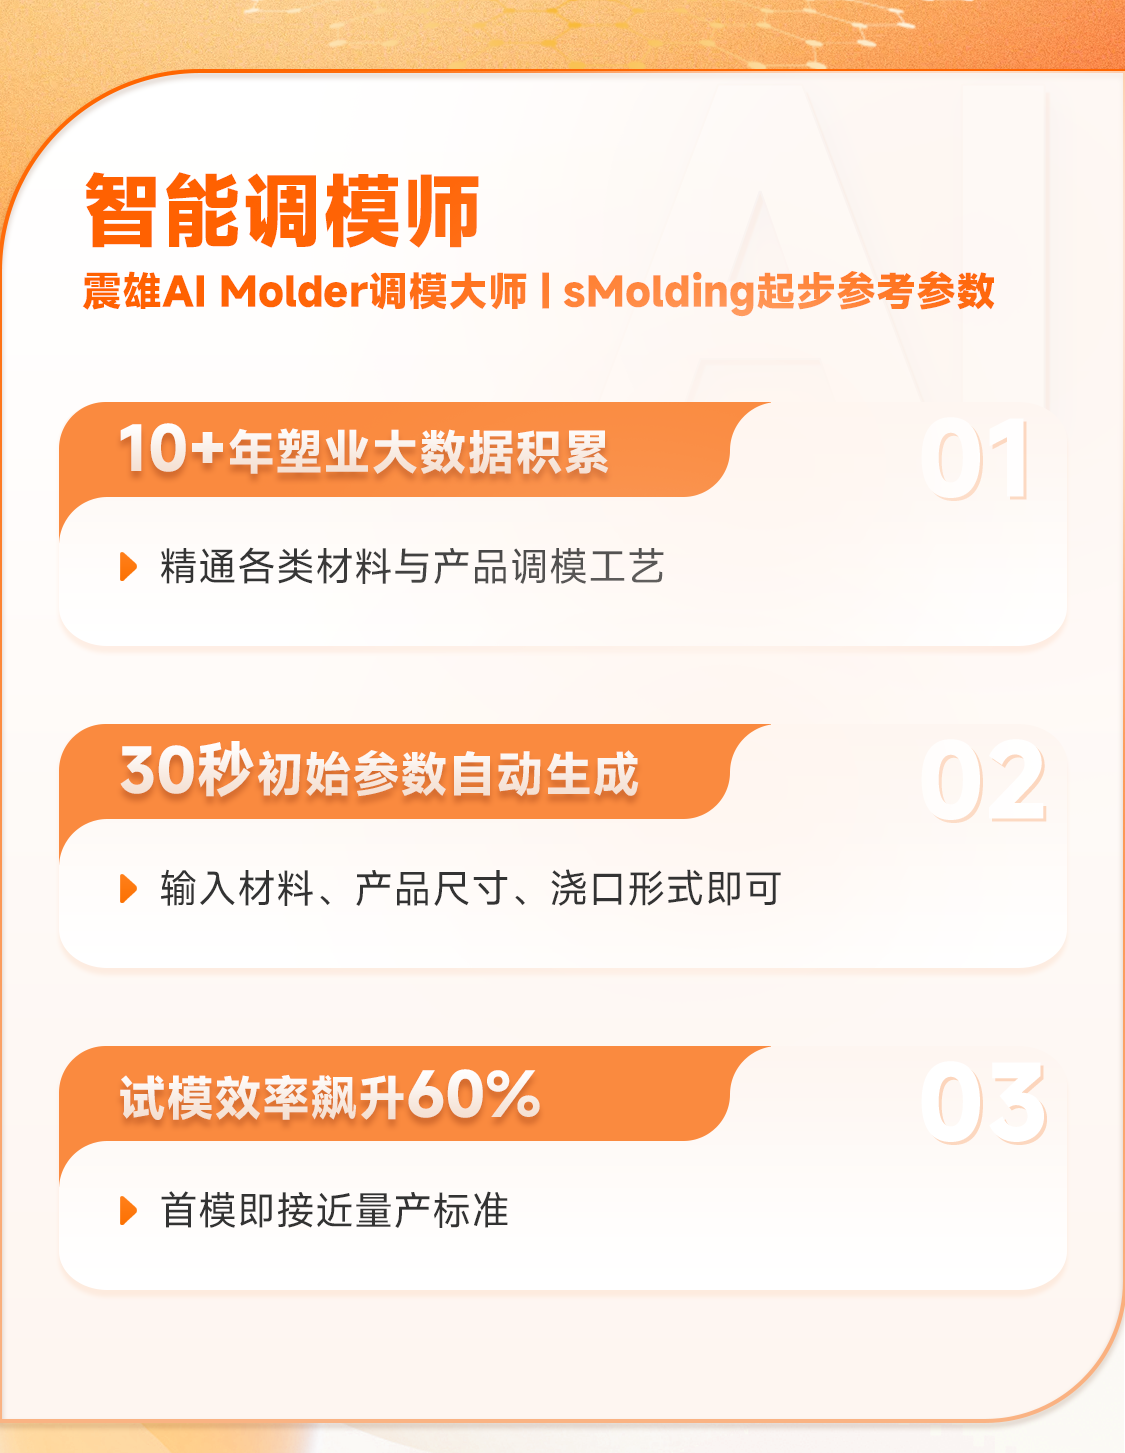 智能调模师
震雄AI Molder调模大师 | sMolding起步参考参数
AI
10+年塑业大数据积累
01
精通各类材料与产品调模工艺
30秒初始参数自动生成
02
输入材料、产品尺寸、浇口形式即可
试模效率飙升60%
03
首模即接近量产标准